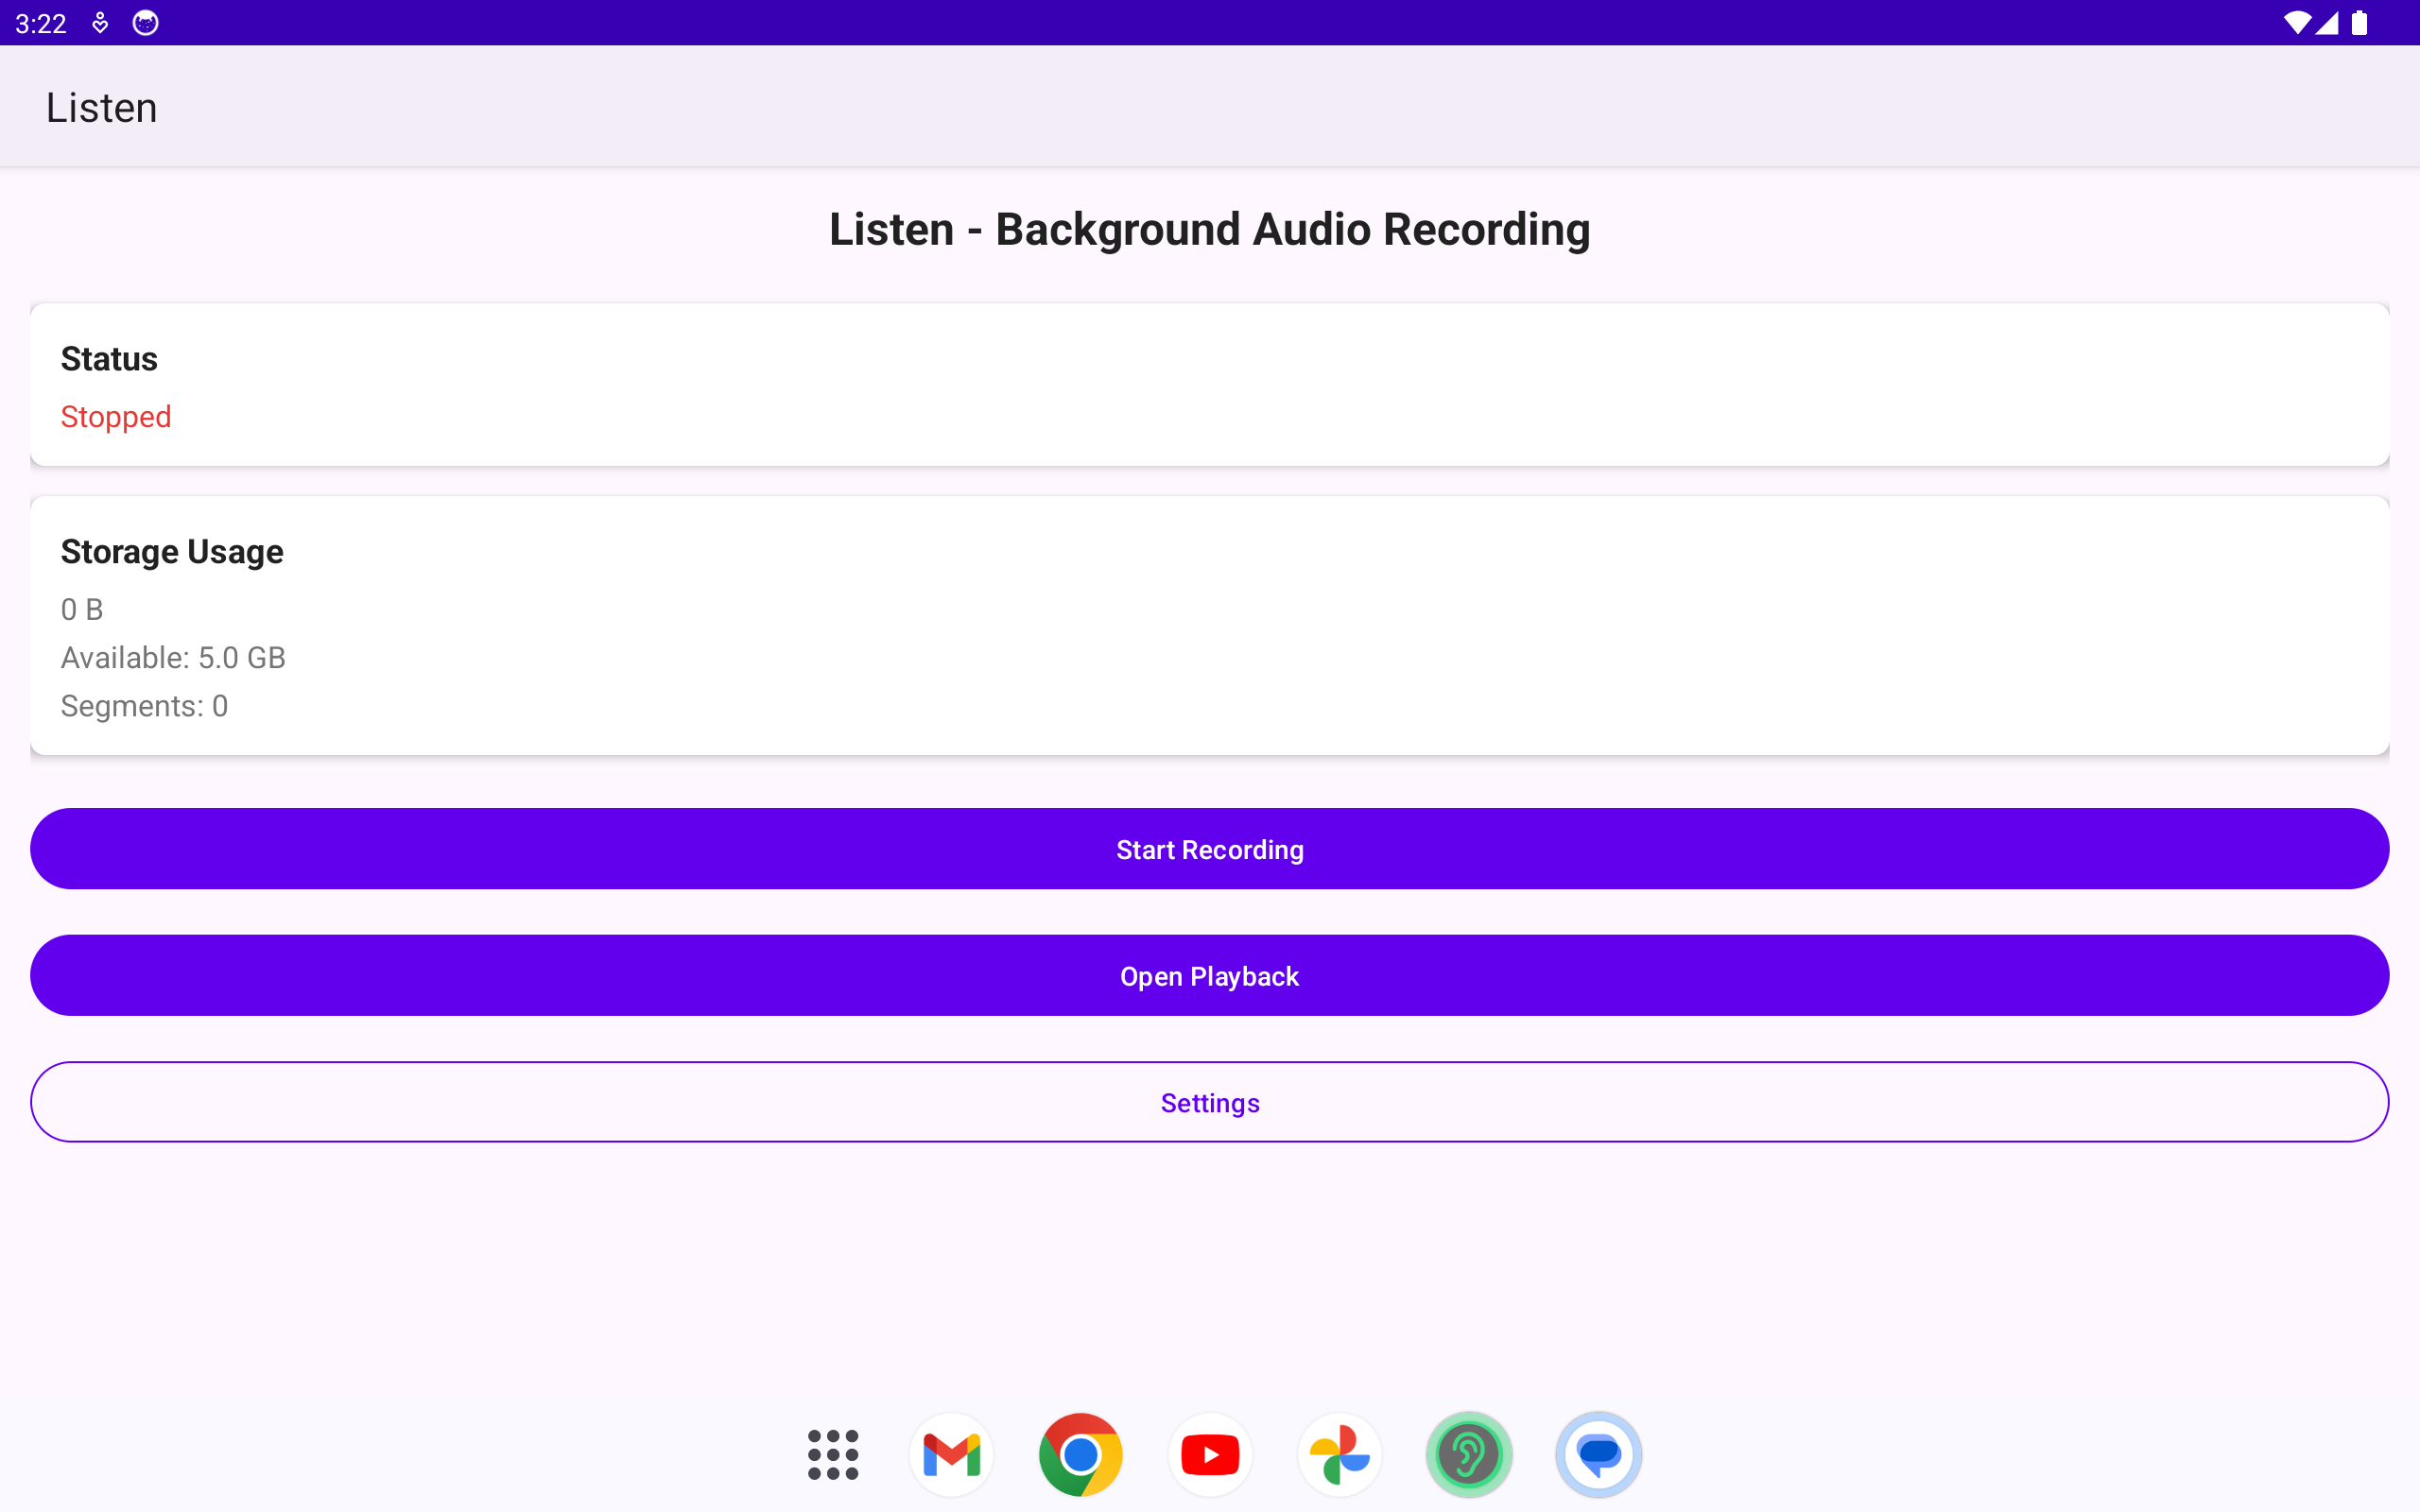 3:22
Listen
Listen - Background Audio Recording
Status
Stopped
Storage Usage
0 B
Available: 5.0 GB
Segments: 0
Start Recording
Open Playback
Settings